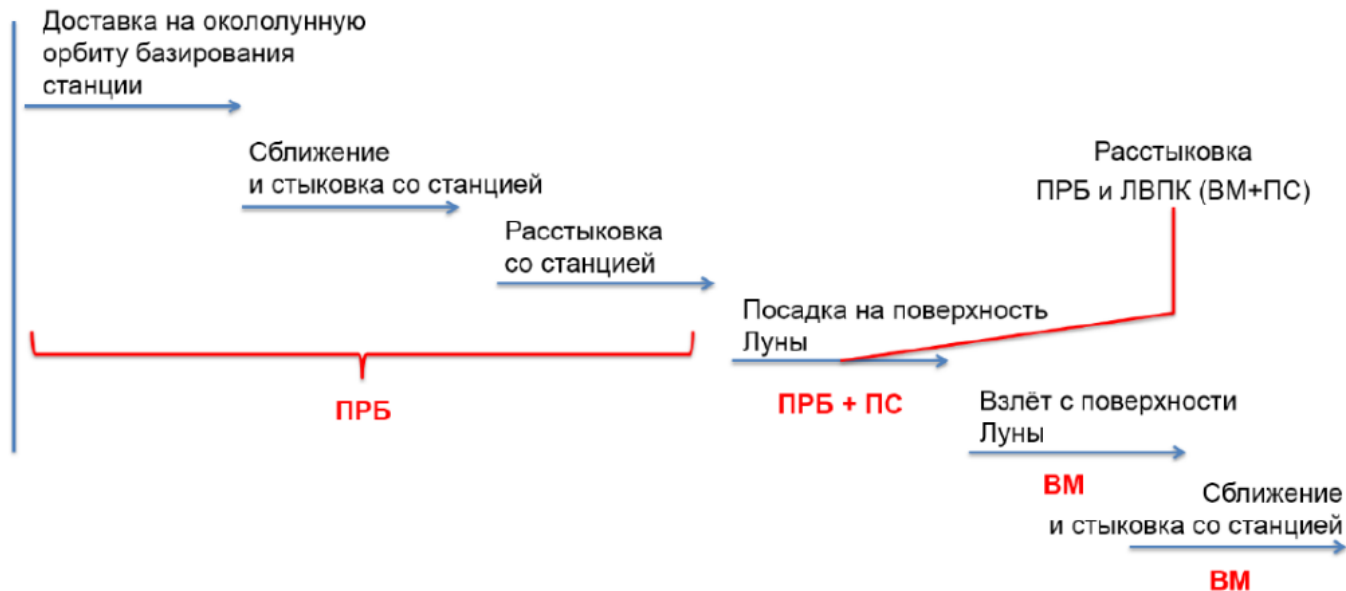 Доставка на окололунную
орбиту базирования
станции
Сближение
и стыковка со станцией
Расстыковка
со станцией
Расстыковка
ПРБ и ЛВПК (ВМ+ПС)
Посадка на поверхность
Луны
ПРБ
ПРБ + ПС
Взлёт с поверхности
Луны
ВМ
Сближение
и стыковка со станцией
ВМ